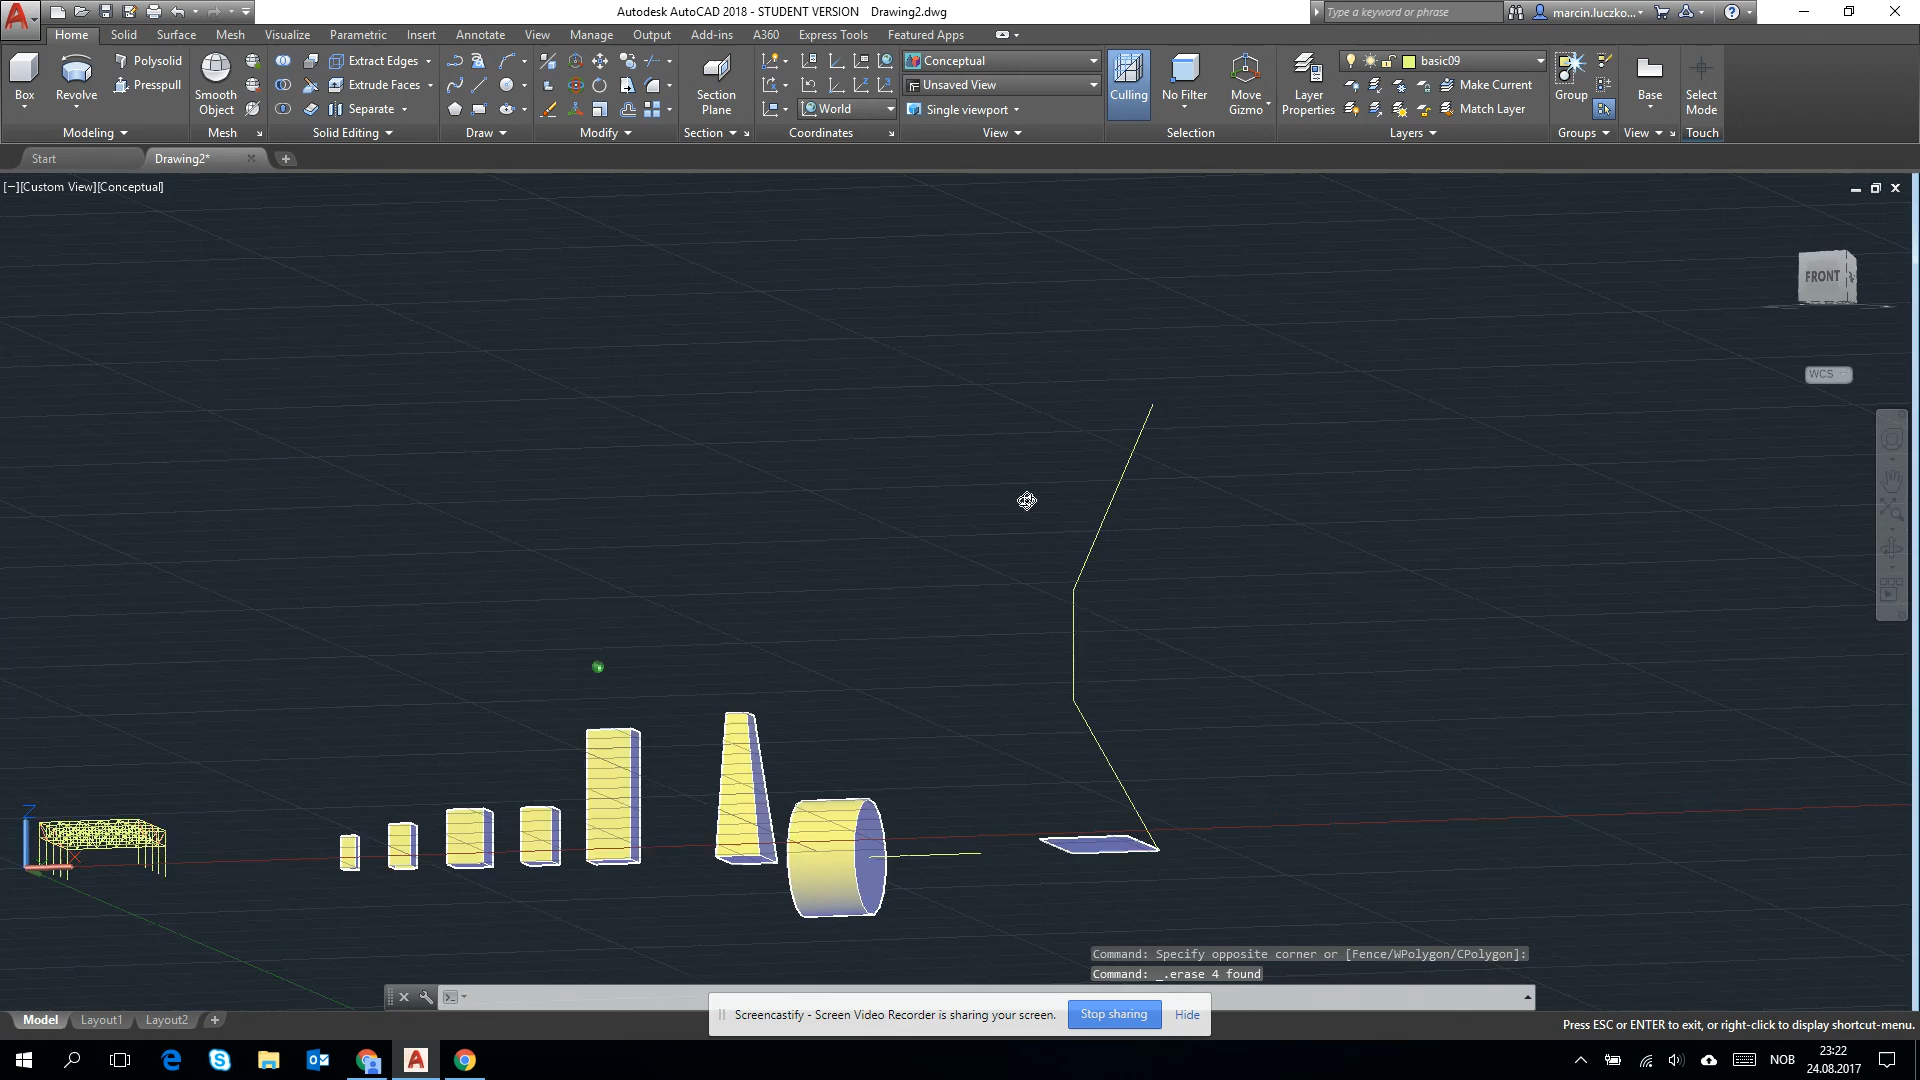 Autodesk AutoCAD 2018 - STUDENT VERSION    Drawing2.dwg
Type a keyword or phrase
marcin.luczko...
Home Solid Surface Mesh Visualize Parametric Insert Annotate View Manage Output Add-ins A360 Express Tools Featured Apps
Box
Revolve
Polysolid
Presspull
Modeling
Smooth
Object
Mesh
Extract Edges
Extrude Faces
Separate
Solid Editing
Draw
Modify
Section
Plane
Section
World
Coordinates
Conceptual
Unsaved View
Single viewport
View
Culling
No Filter
Move
Gizmo
Selection
Layer
Properties
basic09
Make Current
Match Layer
Layers
Group
Groups
Base
View
Select
Mode
Touch
Start
Drawing2*
[−][Custom View][Conceptual]
FRONT
WCS
Z
X
Command: Specify opposite corner or [Fence/WPolygon/CPolygon]:
Command: _.erase 4 found
Screencastify - Screen Video Recorder is sharing your screen.
Stop sharing
Hide
Model Layout1 Layout2
Press ESC or ENTER to exit, or right-click to display shortcut-menu.
NOB
23:22
24.08.2017